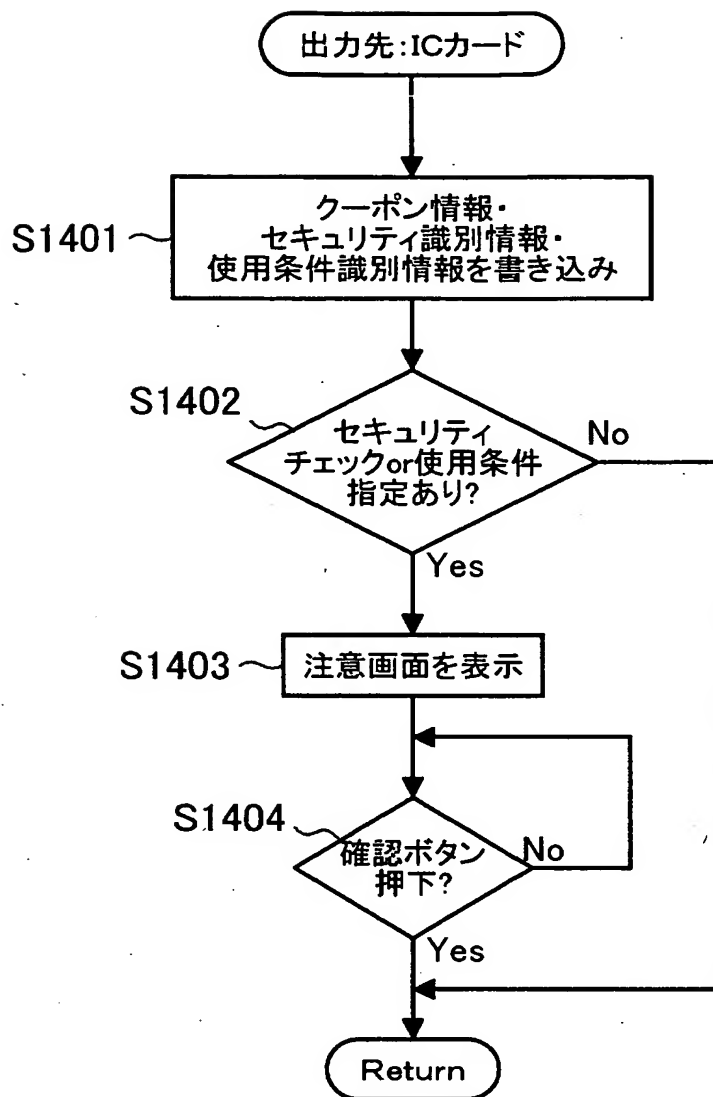 出力先:ICカード
S1401
クーポン情報・
セキュリティ識別情報・
使用条件識別情報を書き込み
S1402
セキュリティ
チェックor使用条件
指定あり?
No
Yes
S1403
注意画面を表示
S1404
確認ボタン
押下?
No
Yes
Return